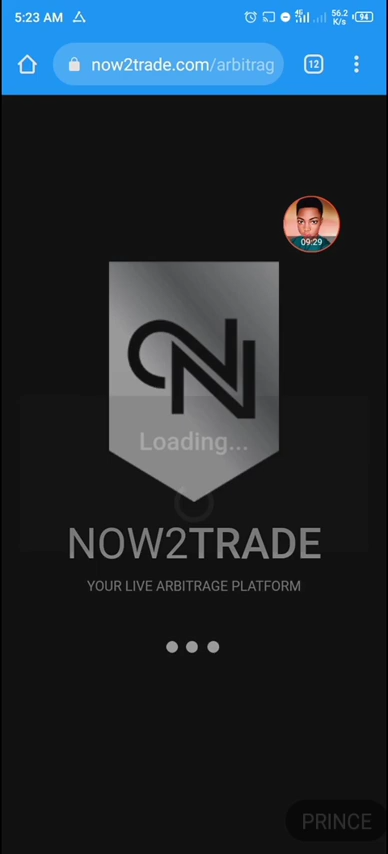 5:23 AM
4G
56.2
K/s
94
now2trade.com/arbitrag
12
09:29
Loading...
NOW2TRADE
YOUR LIVE ARBITRAGE PLATFORM
PRINCE